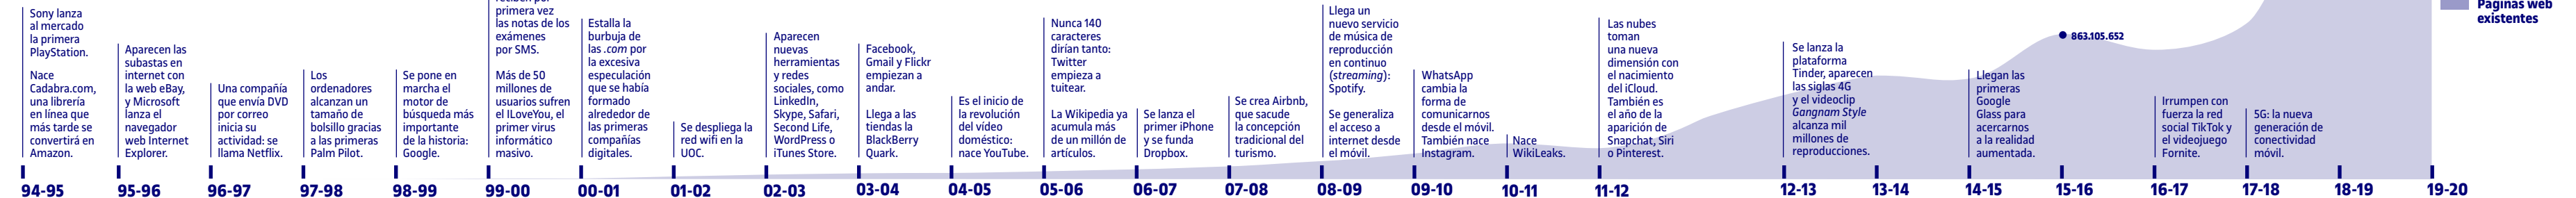 Sony lanza
al mercado
la primera
PlayStation.
Nace
Cadabra.com,
una librería
en línea que
más tarde se
convertirá en
Amazon.
Aparecen las
subastas en
internet con
la web eBay,
y Microsoft
lanza el
navegador
web Internet
Explorer.
Una compañía
que envía DVD
por correo
inicia su
actividad: se
llama Netflix.
Los
ordenadores
alcanzan un
tamaño de
bolsillo gracias
a las primeras
Palm Pilot.
Se pone en
marcha el
motor de
búsqueda más
importante
de la historia:
Google.
primera vez
las notas de los
exámenes
por SMS.
Más de 50
millones de
usuarios sufren
el ILoveYou, el
primer virus
informático
masivo.
Estalla la
burbuja de
las .com por
la excesiva
especulación
que se había
formado
alrededor de
las primeras
compañías
digitales.
Se despliega la
red wifi en la
UOC.
Aparecen
nuevas
herramientas
y redes
sociales, como
LinkedIn,
Skype, Safari,
Second Life,
WordPress o
iTunes Store.
Facebook,
Gmail y Flickr
empiezan a
andar.
Llega a las
tiendas la
BlackBerry
Quark.
Es el inicio de
la revolución
del vídeo
doméstico:
nace YouTube.
Nunca 140
caracteres
dirían tanto:
Twitter
empieza a
tuitear.
La Wikipedia ya
acumula más
de un millón de
artículos.
Se lanza el
primer iPhone
y se funda
Dropbox.
Se crea Airbnb,
que sacude
la concepción
tradicional del
turismo.
Llega un
nuevo servicio
de música de
reproducción
en continuo
(streaming):
Spotify.
Se generaliza
el acceso a
internet desde
el móvil.
WhatsApp
cambia la
forma de
comunicarnos
desde el móvil.
También nace
Instagram.
Nace
WikiLeaks.
Las nubes
toman
una nueva
dimensión con
el nacimiento
del iCloud.
También es
el año de la
aparición de
Snapchat, Siri
o Pinterest.
Se lanza la
plataforma
Tinder, aparecen
las siglas 4G
y el videoclip
Gangnam Style
alcanza mil
millones de
reproducciones.
Llegan las
primeras
Google
Glass para
acercarnos
a la realidad
aumentada.
863.105.652
Irrumpen con
fuerza la red
social TikTok y
el videojuego
Fornite.
5G: la nueva
generación de
conectividad
móvil.
Páginas web
existentes
94-95 95-96 96-97 97-98 98-99 99-00 00-01 01-02 02-03 03-04 04-05 05-06 06-07 07-08 08-09 09-10 10-11 11-12 12-13 13-14 14-15 15-16 16-17 17-18 18-19 19-20